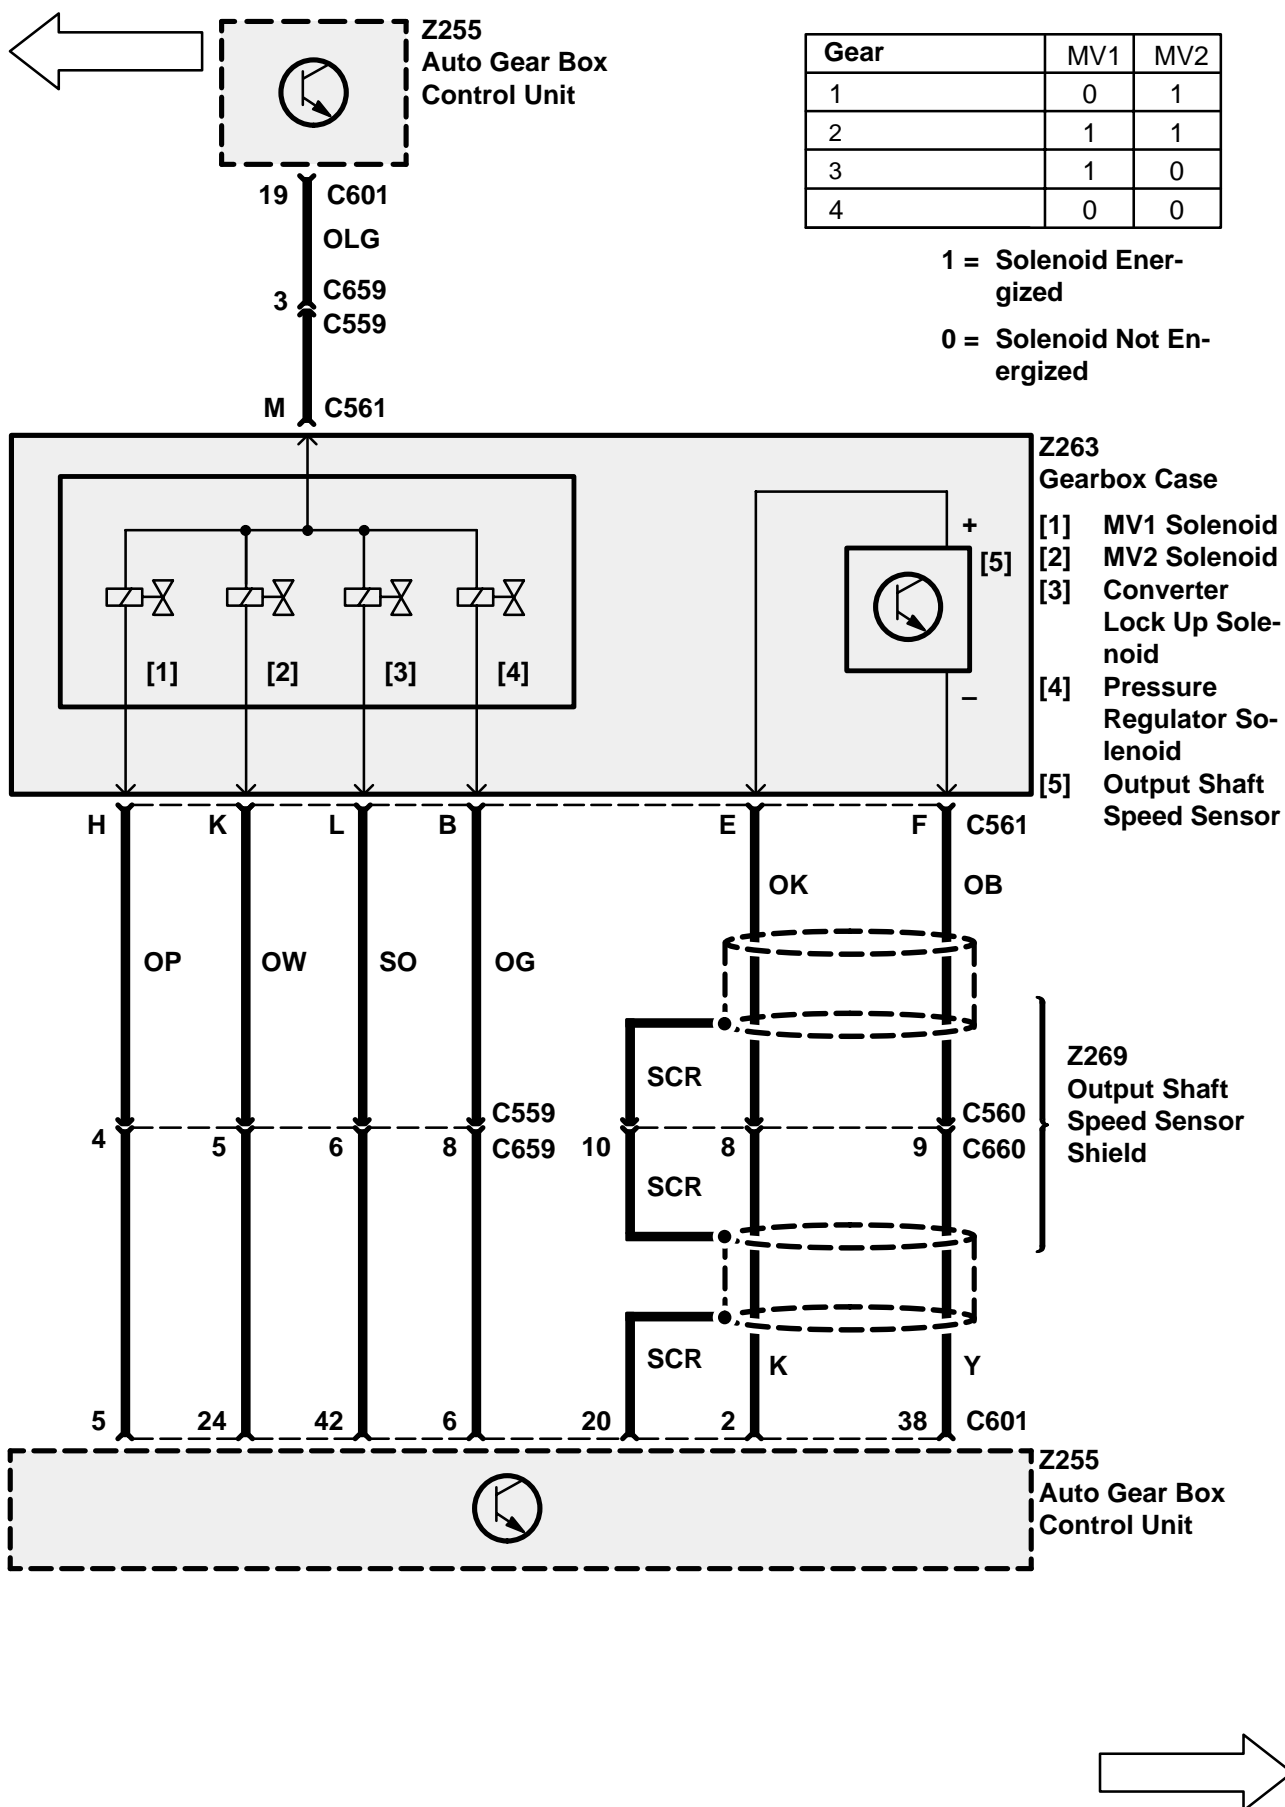 Z255
Auto Gear Box
Control Unit
Gear MV1 MV2
1 0 1
2 1 1
3 1 0
4 0 0
1 = Solenoid Ener-
gized
0 = Solenoid Not En-
ergized
19 C601
OLG
3 C659
C559
M C561
Z263
Gearbox Case
[1] MV1 Solenoid
[2] MV2 Solenoid
[3] Converter
Lock Up Sole-
noid
[4] Pressure
Regulator So-
lenoid
[5] Output Shaft
Speed Sensor
+
[5]
–
[1] [2] [3] [4]
H K L B E F C561
OK OB
OP OW SO OG
SCR
Z269
Output Shaft
Speed Sensor
Shield
C559 C560
4 5 6 8 C659 10 8 9 C660
SCR
SCR K Y
5 24 42 6 20 2 38 C601
Z255
Auto Gear Box
Control Unit